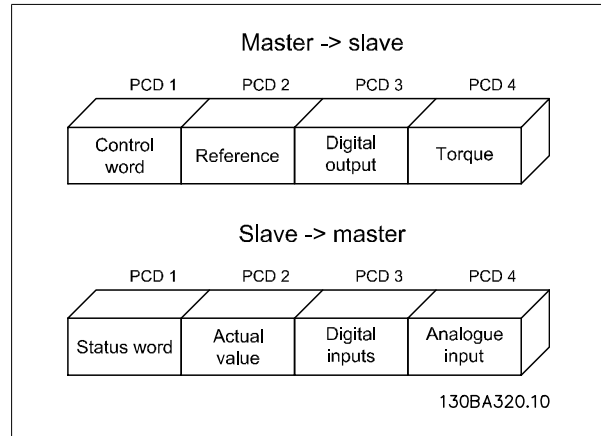 Master -> slave
PCD 1 PCD 2 PCD 3 PCD 4
Control word
Reference
Digital output
Torque
Slave -> master
PCD 1 PCD 2 PCD 3 PCD 4
Status word
Actual value
Digital inputs
Analogue input
130BA320.10